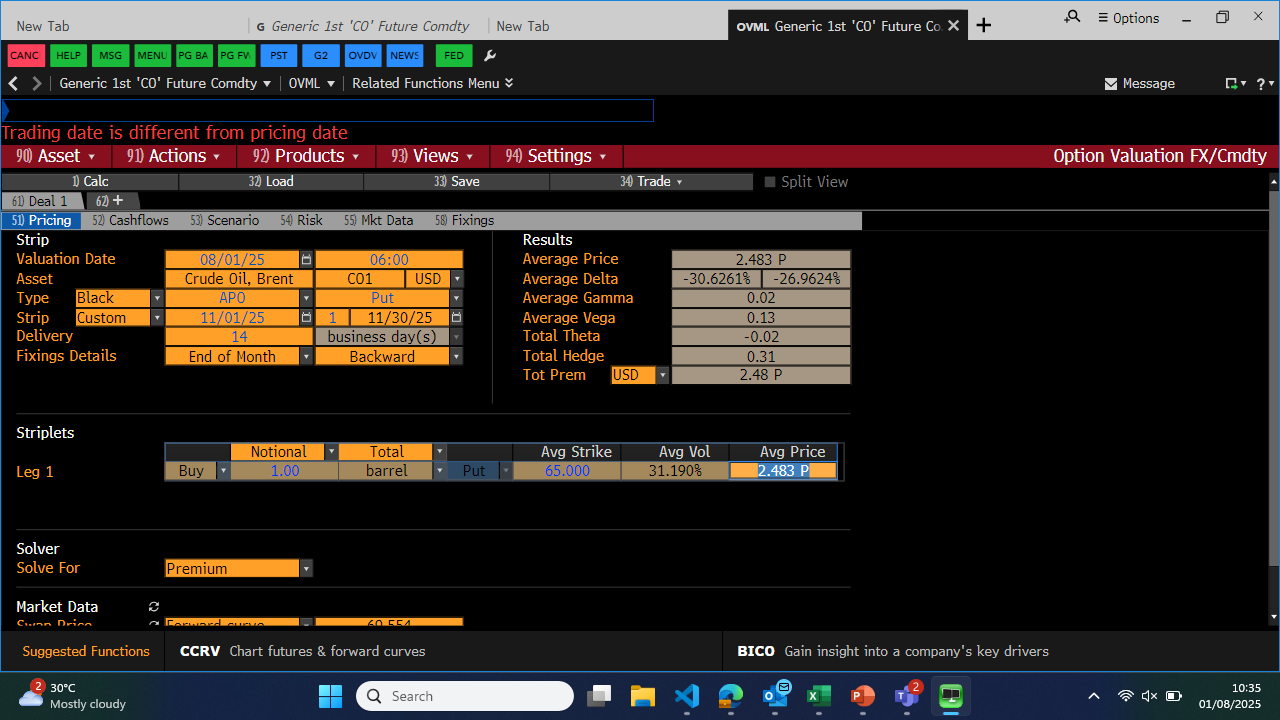 New Tab G Generic 1st 'CO' Future Comdty New Tab OVML Generic 1st 'CO' Future Co Options
CANC HELP MSG MENU PG BA PG FW PST G2 OVDV NEWS FED
Generic 1st 'CO' Future Comdty OVML Related Functions Menu Message ?
Trading date is different from pricing date
90) Asset 91) Actions 92) Products 93) Views 94) Settings Option Valuation FX/Cmdty
1) Calc 32) Load 33) Save 34) Trade Split View
61) Deal 1 62) +
51) Pricing 52) Cashflows 53) Scenario 54) Risk 55) Mkt Data 58) Fixings
Strip Results
Valuation Date 08/01/25 06:00 Average Price 2.483 P
Asset Crude Oil, Brent CO1 USD Average Delta -30.6261% -26.9624%
Type Black APO Put Average Gamma 0.02
Strip Custom 11/01/25 1 11/30/25 Average Vega 0.13
Delivery 14 business day(s) Total Theta -0.02
Fixings Details End of Month Backward Total Hedge 0.31
Tot Prem USD 2.48 P
Striplets
Notional Total Avg Strike Avg Vol Avg Price
Leg 1 Buy 1.00 barrel Put 65.000 31.190% 2.483 P
Solver
Solve For Premium
Market Data
Swap Price Forward curve 69.554
Suggested Functions CCRV Chart futures & forward curves BICO Gain insight into a company's key drivers
2 30°C Mostly cloudy Search 2 10:35
01/08/2025